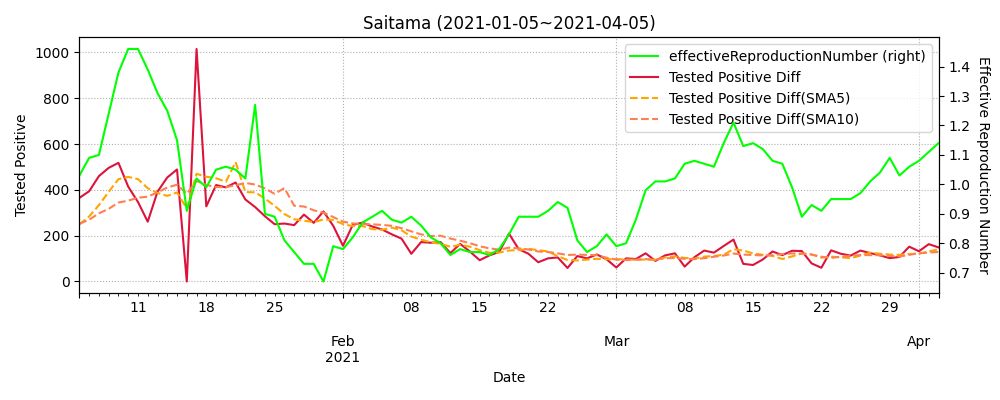 Saitama (2021-01-05~2021-04-05)
effectiveReproductionNumber (right)
Tested Positive Diff
Tested Positive Diff(SMA5)
Tested Positive Diff(SMA10)
Tested Positive
1000
800
600
400
200
0
Effective Reproduction Number
1.4
1.3
1.2
1.1
1.0
0.9
0.8
0.7
11 18 25 08 15 22 08 15 22 29
Feb Mar Apr
2021
Date